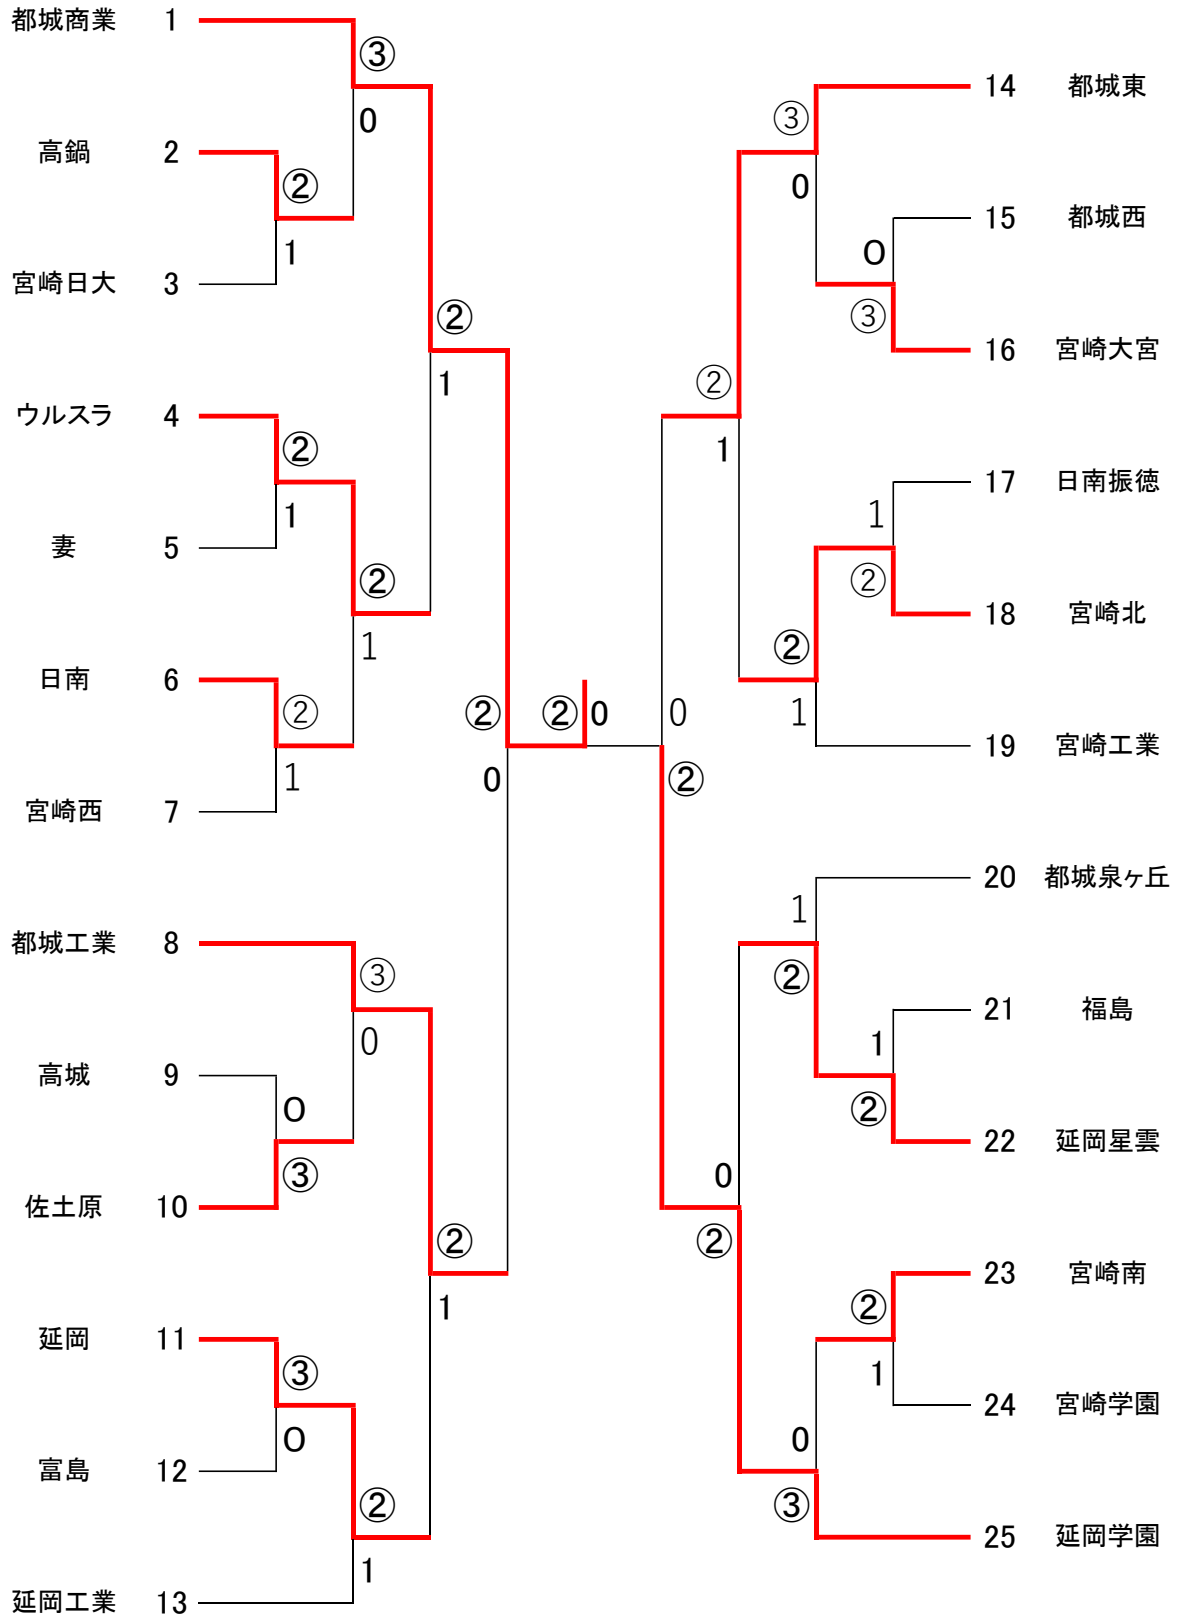 都城商業 1
③
0
高鍋 2
②
1
宮崎日大 3
②
1
ウルスラ 4
②
1
妻 5
②
1
日南 6
②
1
宮崎西 7
② ② 0
0
都城工業 8
③
0
高城 9
0
③
佐土原 10
②
1
延岡 11
③
0
富島 12
②
1
延岡工業 13
14 都城東
③
0
15 都城西
0
③
16 宮崎大宮
②
1
17 日南振徳
1
②
18 宮崎北
②
1
19 宮崎工業
0
②
20 都城泉ヶ丘
1
②
21 福島
1
②
22 延岡星雲
0
②
23 宮崎南
②
1
24 宮崎学園
0
③
25 延岡学園